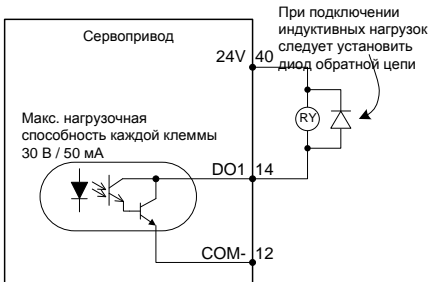 При подключении
индуктивных нагрузок
следует установить
диод обратной цепи
Сервопривод
24V 40
RY
Макс. нагрузочная
способность каждой клеммы
30 В / 50 мА
DO1 14
COM- 12